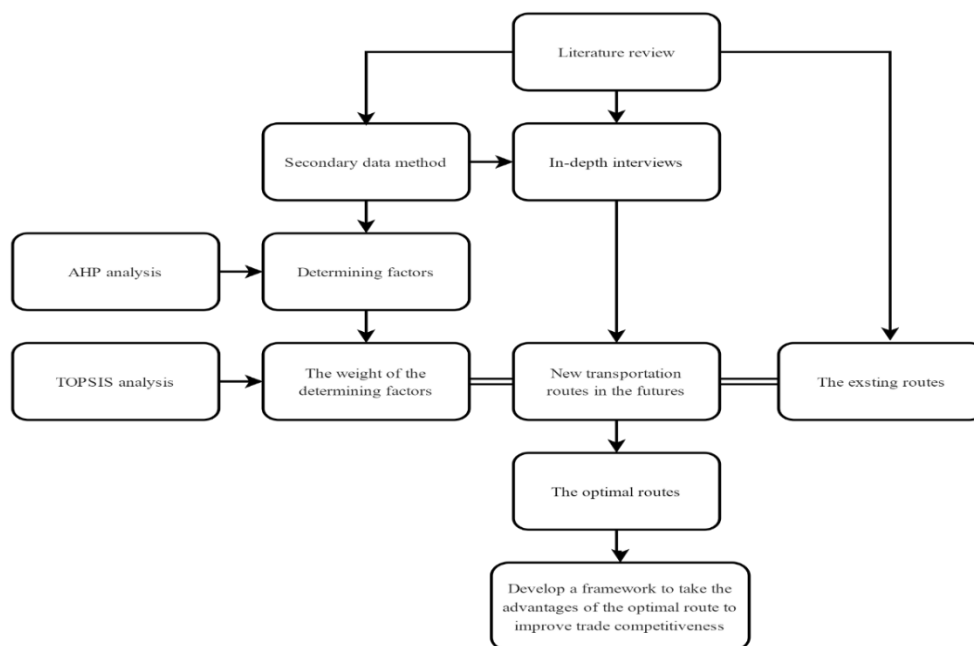 Literature review
Secondary data method
In-depth interviews
AHP analysis
Determining factors
TOPSIS analysis
The weight of the
determining factors
New transportation
routes in the futures
The exsting routes
The optimal routes
Develop a framework to take the
advantages of the optimal route to
improve trade competitiveness